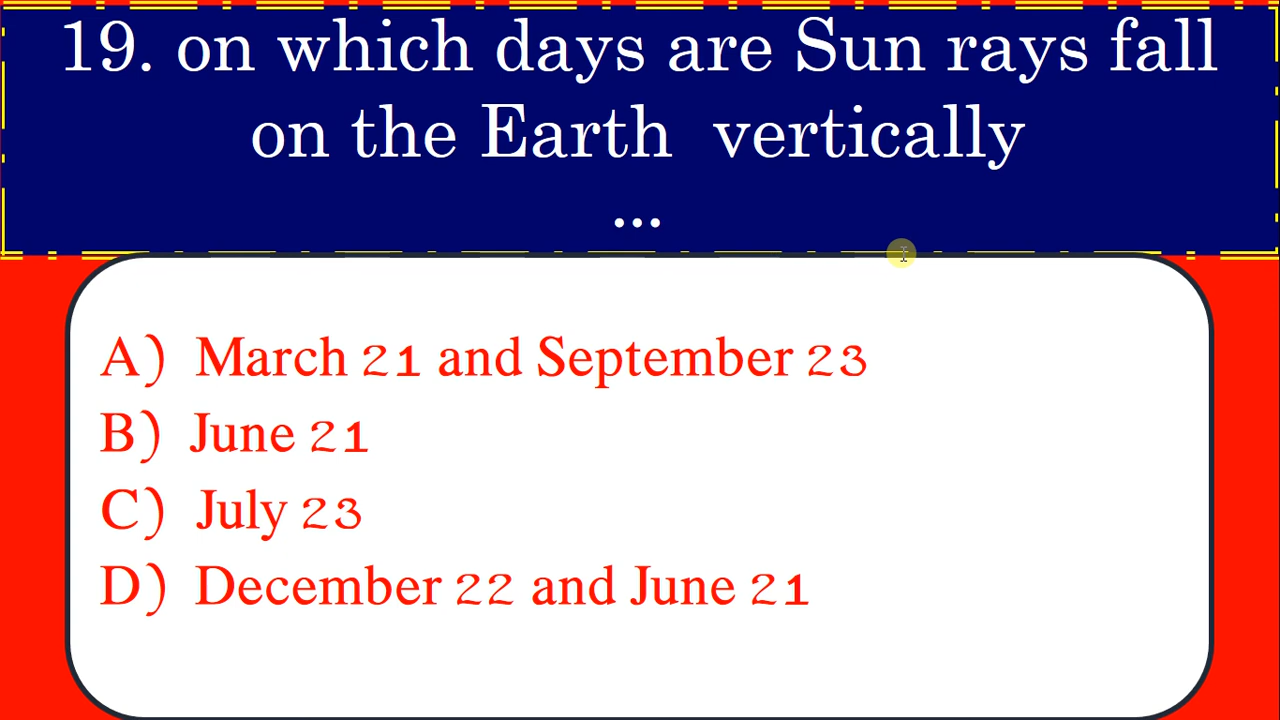 19. on which days are Sun rays fall
on the Earth vertically
...
A) March 21 and September 23
B) June 21
C) July 23
D) December 22 and June 21